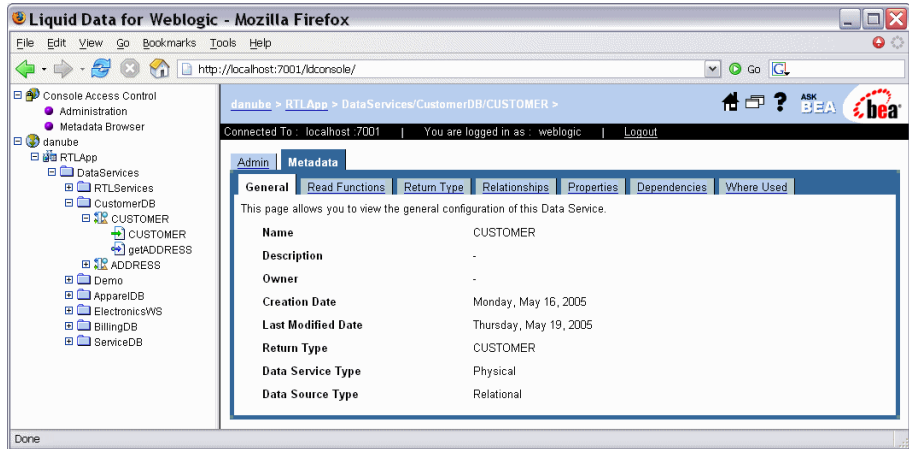 Liquid Data for Weblogic - Mozilla Firefox
File Edit View Go Bookmarks Tools Help
http://localhost:7001/ldconsole/ Go G
Console Access Control
Administration
Metadata Browser
danube
RTLApp
DataServices
RTLServices
CustomerDB
CUSTOMER
CUSTOMER
getADDRESS
ADDRESS
Demo
ApparelDB
ElectronicsWS
BillingDB
ServiceDB
danube > RTLApp > DataServices/CustomerDB/CUSTOMER >
? ASK BEA bea
Connected To : localhost :7001 | You are logged in as : weblogic | Logout
Admin Metadata
General Read Functions Return Type Relationships Properties Dependencies Where Used
This page allows you to view the general configuration of this Data Service.
Name CUSTOMER
Description -
Owner -
Creation Date Monday, May 16, 2005
Last Modified Date Thursday, May 19, 2005
Return Type CUSTOMER
Data Service Type Physical
Data Source Type Relational
Done